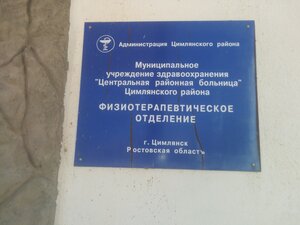 Администрация Цимлянского района
Муниципальное
учреждение здравоохранения
"Центральная районная больница"
Цимлянского района
ФИЗИОТЕРАПЕВТИЧЕСКОЕ
ОТДЕЛЕНИЕ
г. Цимлянск
Ростовская область